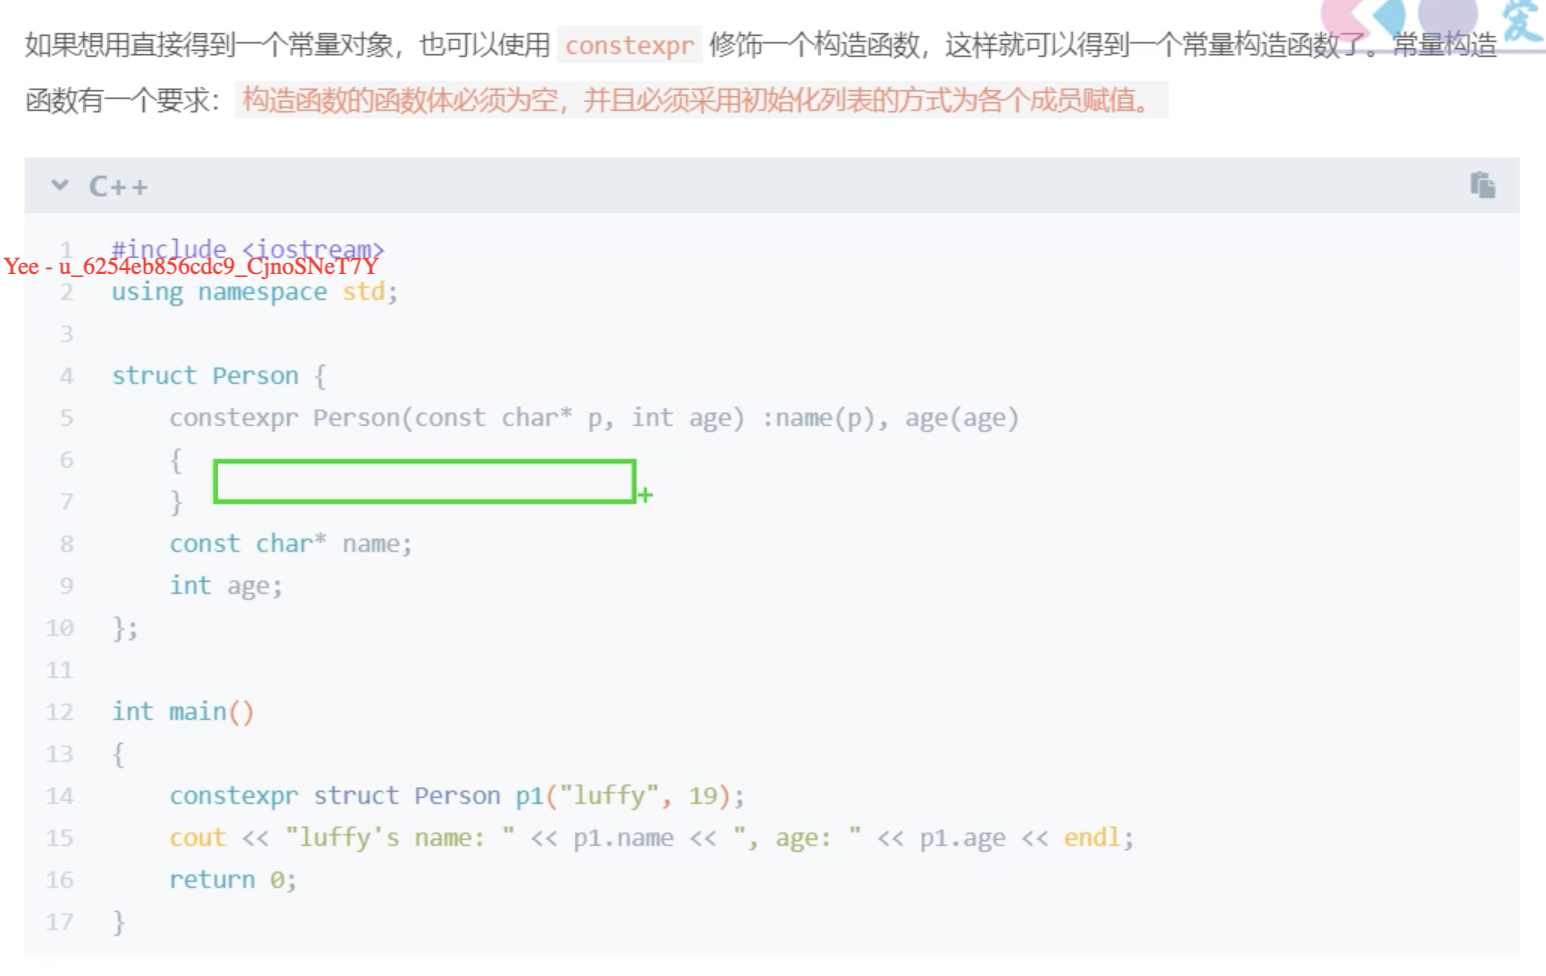 爱
如果想用直接得到一个常量对象，也可以使用 constexpr 修饰一个构造函数，这样就可以得到一个常量构造函数了。常量构造
函数有一个要求：构造函数的函数体必须为空，并且必须采用初始化列表的方式为各个成员赋值。
C++
1 #include <iostream>
Yee - u_6254eb856cdc9_CjnoSNeT7Y
2 using namespace std;
3
4 struct Person {
5     constexpr Person(const char* p, int age) :name(p), age(age)
6     {
7     }
8     const char* name;
9     int age;
10 };
11
12 int main()
13 {
14     constexpr struct Person p1("luffy", 19);
15     cout << "luffy's name: " << p1.name << ", age: " << p1.age << endl;
16     return 0;
17 }